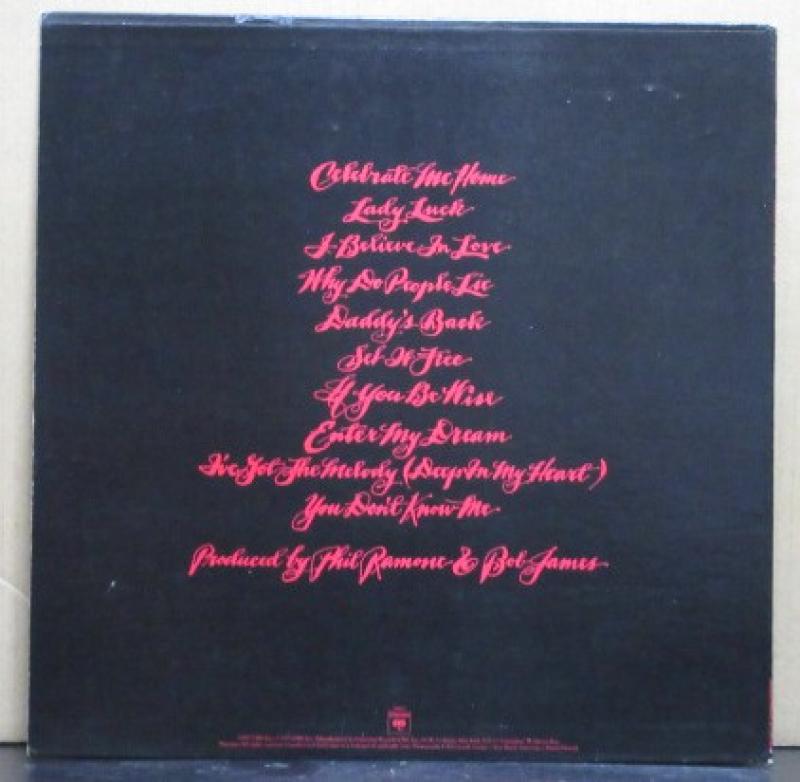 Celebrate Me Home
Lady Luck
I Believe In Love
Why Do People Lie
Daddy's Back
Set It Free
If You Be Wise
Enter My Dream
I've Got The Melody (Deep In My Heart)
You Don't Know Me
Produced by Phil Ramone & Bob James